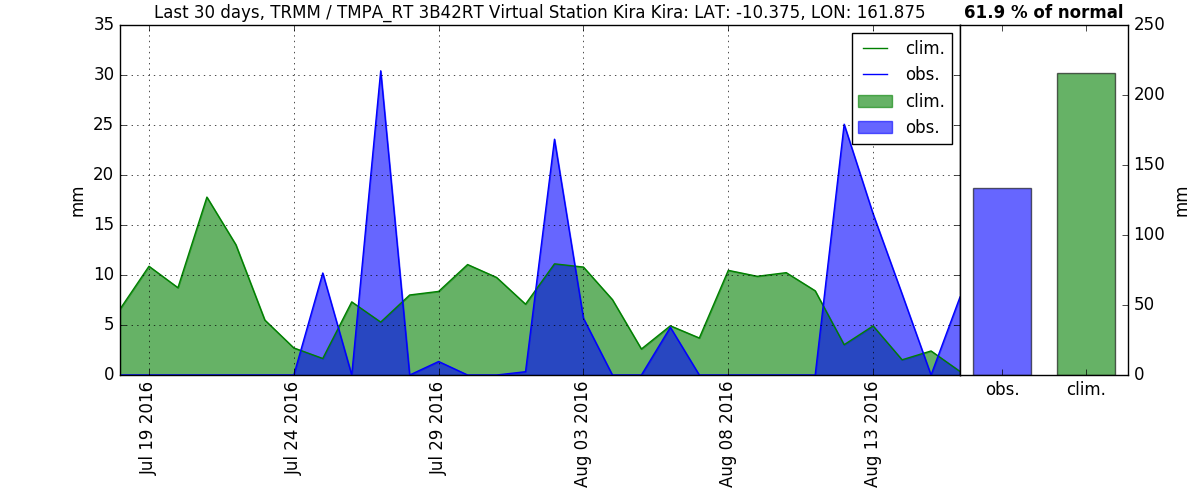 Last 30 days, TRMM / TMPA_RT 3B42RT Virtual Station Kira Kira: LAT: -10.375, LON: 161.875
61.9 % of normal
35
30
25
20
15
10
5
0
mm
clim.
obs.
clim.
obs.
250
200
150
100
50
0
mm
obs.
clim.
Jul 19 2016
Jul 24 2016
Jul 29 2016
Aug 03 2016
Aug 08 2016
Aug 13 2016